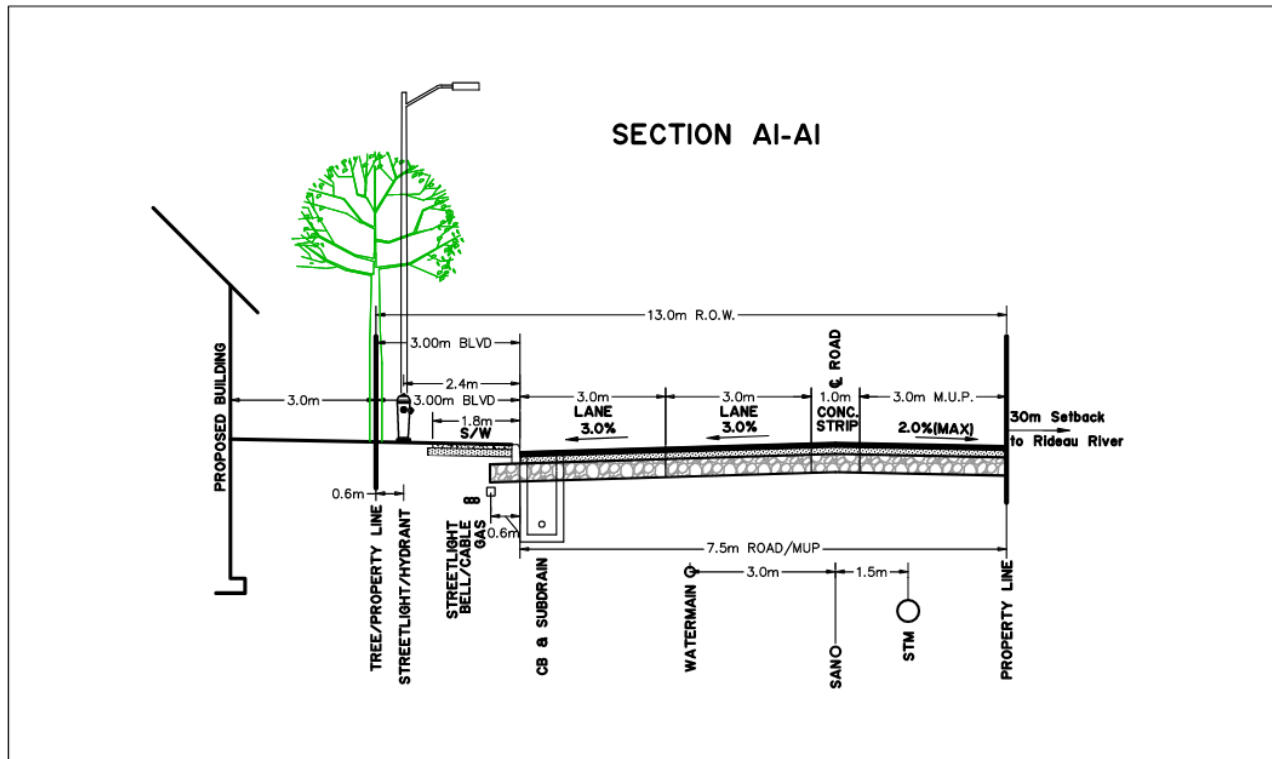 SECTION A1-A1
13.0m R.O.W.
3.00m BLVD
℄ ROAD
2.4m
3.0m
3.00m BLVD
3.0m
3.0m
1.0m
3.0m M.U.P.
1.8m
S/W
LANE
3.0%
LANE
3.0%
CONC.
STRIP
2.0%(MAX)
30m Setback
to Rideau River
PROPOSED BUILDING
0.6m
0.6m
7.5m ROAD/MUP
3.0m
1.5m
TREE/PROPERTY LINE
STREETLIGHT/HYDRANT
STREETLIGHT
BELL/CABLE
GAS
CB & SUBDRAIN
WATERMAIN
SAN
STM
PROPERTY LINE